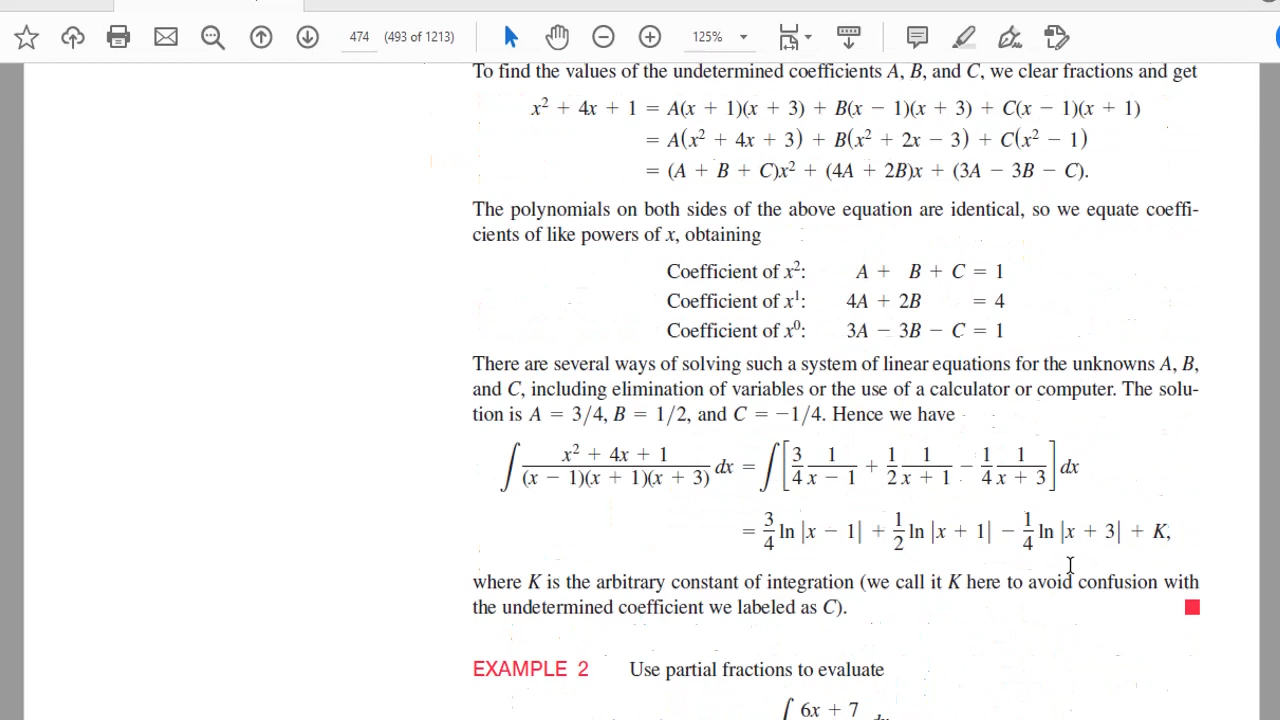 474 (493 of 1213) 125%
To find the values of the undetermined coefficients A, B, and C, we clear fractions and get
x² + 4x + 1 = A(x + 1)(x + 3) + B(x − 1)(x + 3) + C(x − 1)(x + 1)
= A(x² + 4x + 3) + B(x² + 2x − 3) + C(x² − 1)
= (A + B + C)x² + (4A + 2B)x + (3A − 3B − C).
The polynomials on both sides of the above equation are identical, so we equate coeffi-
cients of like powers of x, obtaining
Coefficient of x²: A + B + C = 1
Coefficient of x¹: 4A + 2B = 4
Coefficient of x⁰: 3A − 3B − C = 1
There are several ways of solving such a system of linear equations for the unknowns A, B,
and C, including elimination of variables or the use of a calculator or computer. The solu-
tion is A = 3/4, B = 1/2, and C = −1/4. Hence we have
∫ (x² + 4x + 1)/((x − 1)(x + 1)(x + 3)) dx = ∫ [3/4 1/(x − 1) + 1/2 1/(x + 1) − 1/4 1/(x + 3)] dx
= 3/4 ln |x − 1| + 1/2 ln |x + 1| − 1/4 ln |x + 3| + K,
where K is the arbitrary constant of integration (we call it K here to avoid confusion with
the undetermined coefficient we labeled as C).
EXAMPLE 2 Use partial fractions to evaluate
∫ 6x + 7 dx